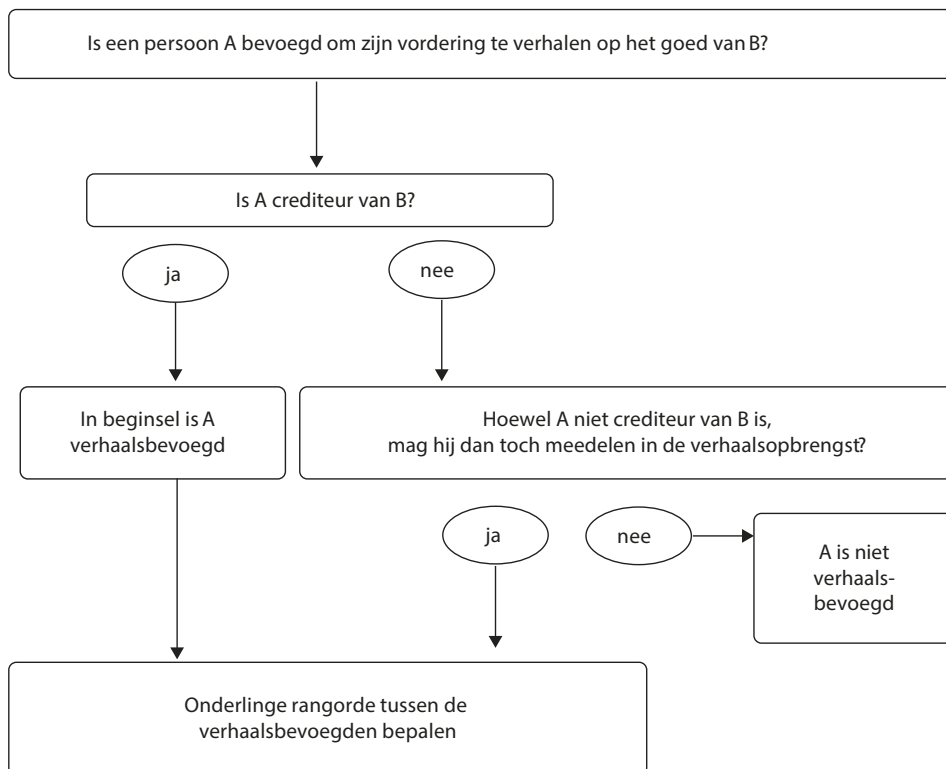 Is een persoon A bevoegd om zijn vordering te verhalen op het goed van B?
Is A crediteur van B?
ja
nee
In beginsel is A
verhaalsbevoegd
Hoewel A niet crediteur van B is,
mag hij dan toch meedelen in de verhaalsopbrengst?
ja
nee
A is niet
verhaals-
bevoegd
Onderlinge rangorde tussen de
verhaalsbevoegden bepalen